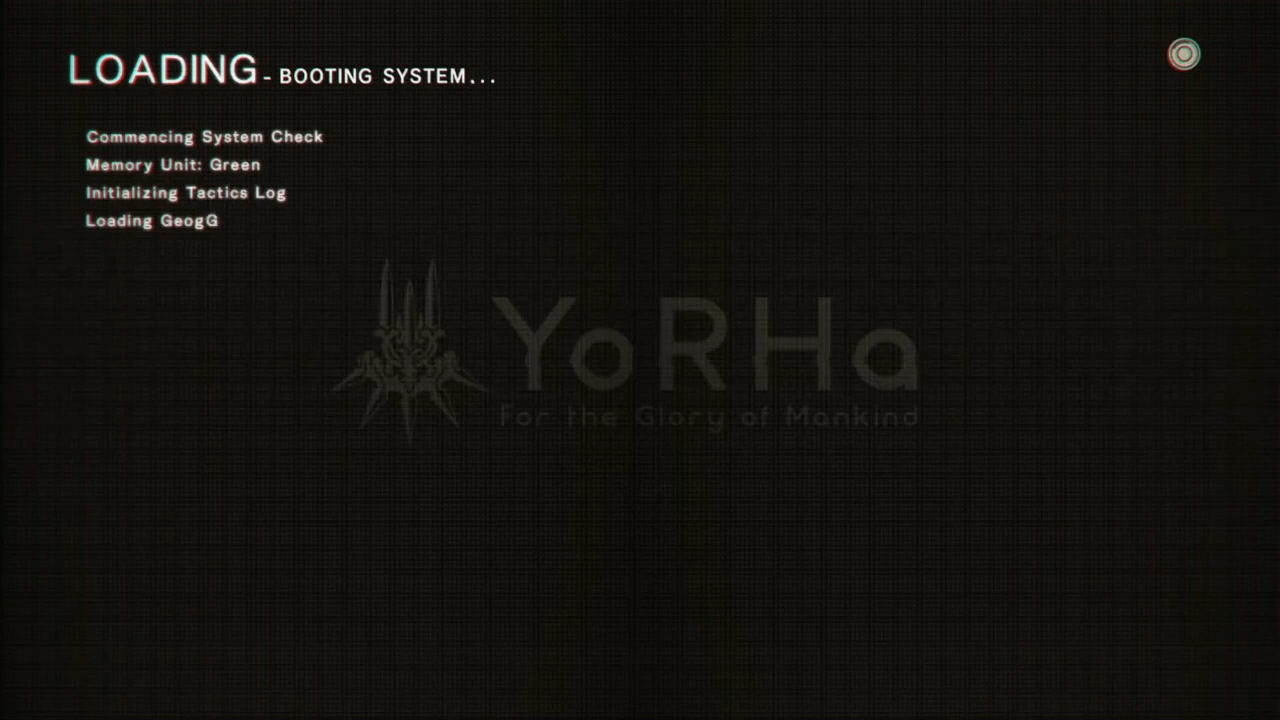 LOADING - BOOTING SYSTEM...
Commencing System Check
Memory Unit: Green
Initializing Tactics Log
Loading GeogG
YoRHa
For the Glory of Mankind